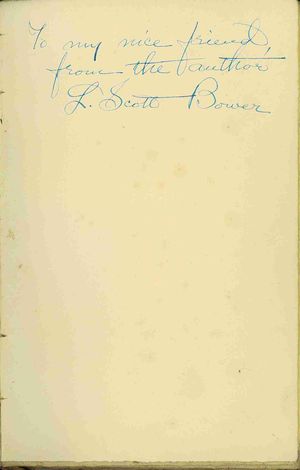 To my nice friend,
from the author,
L. Scott Bower